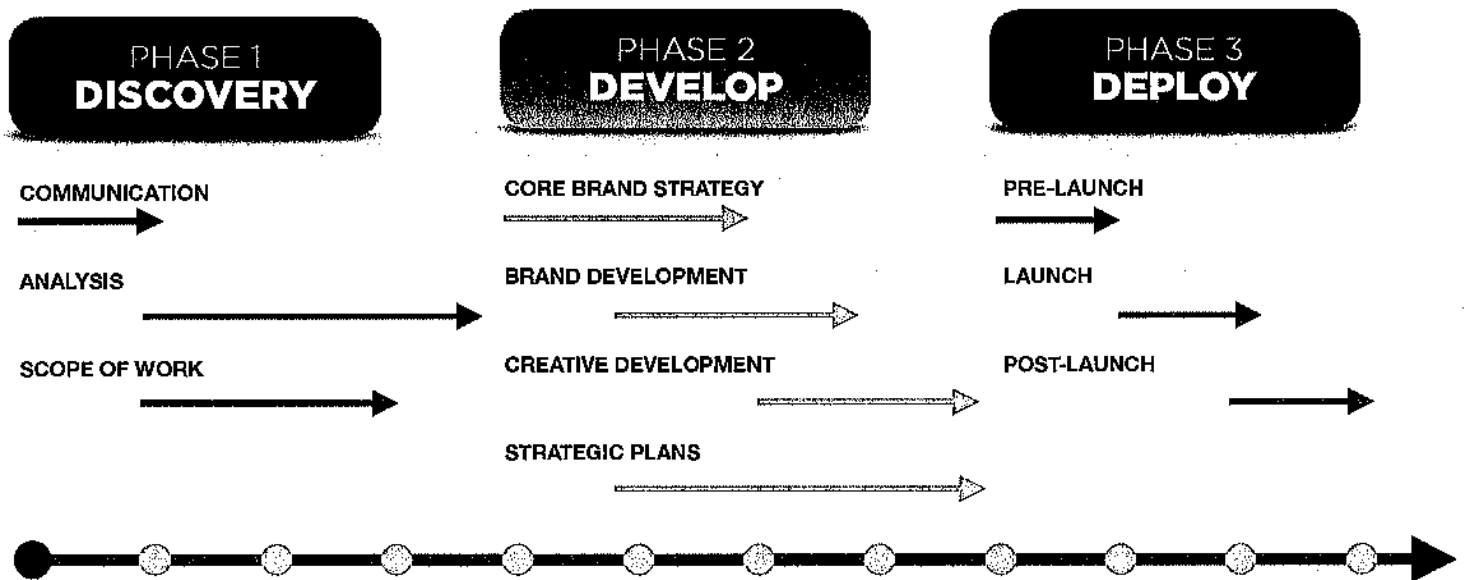 PHASE 1
DISCOVERY
COMMUNICATION
ANALYSIS
SCOPE OF WORK
PHASE 2
DEVELOP
CORE BRAND STRATEGY
BRAND DEVELOPMENT
CREATIVE DEVELOPMENT
STRATEGIC PLANS
PHASE 3
DEPLOY
PRE-LAUNCH
LAUNCH
POST-LAUNCH